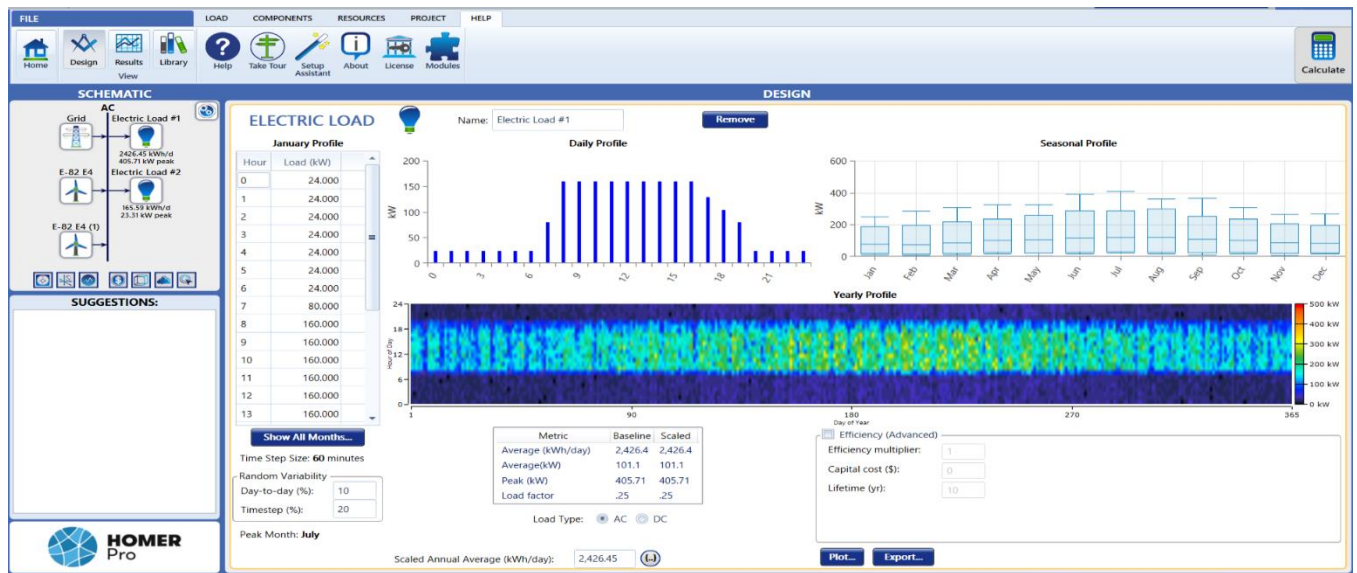 FILE LOAD COMPONENTS RESOURCES PROJECT HELP
Home Design Results Library Help Take Tour Setup Assistant About License Modules Calculate
View
SCHEMATIC
AC
Grid Electric Load #1
2426.45 kWh/d
405.71 kW peak
E-82 E4 Electric Load #2
165.59 kWh/d
23.31 kW peak
E-82 E4 (1)
SUGGESTIONS:
HOMER
Pro
DESIGN
ELECTRIC LOAD Name: Electric Load #1 Remove
January Profile
Hour Load (kW)
0 24.000
1 24.000
2 24.000
3 24.000
4 24.000
5 24.000
6 24.000
7 80.000
8 160.000
9 160.000
10 160.000
11 160.000
12 160.000
13 160.000
Show All Months...
Time Step Size: 60 minutes
Random Variability
Day-to-day (%): 10
Timestep (%): 20
Peak Month: July
Daily Profile
kW
200
150
100
50
0
0 3 6 9 12 15 18 21
Seasonal Profile
kW
600
400
200
0
Jan Feb Mar Apr May Jun Jul Aug Sep Oct Nov Dec
Yearly Profile
Hour of Day
24
18
12
6
0
1 90 180 270 365
Day of Year
500 kW
400 kW
300 kW
200 kW
100 kW
0 kW
Metric Baseline Scaled
Average (kWh/day) 2,426.4 2,426.4
Average(kW) 101.1 101.1
Peak (kW) 405.71 405.71
Load factor .25 .25
Load Type: AC DC
Scaled Annual Average (kWh/day): 2,426.45 {..}
Efficiency (Advanced)
Efficiency multiplier: 1
Capital cost ($): 0
Lifetime (yr): 10
Plot... Export...